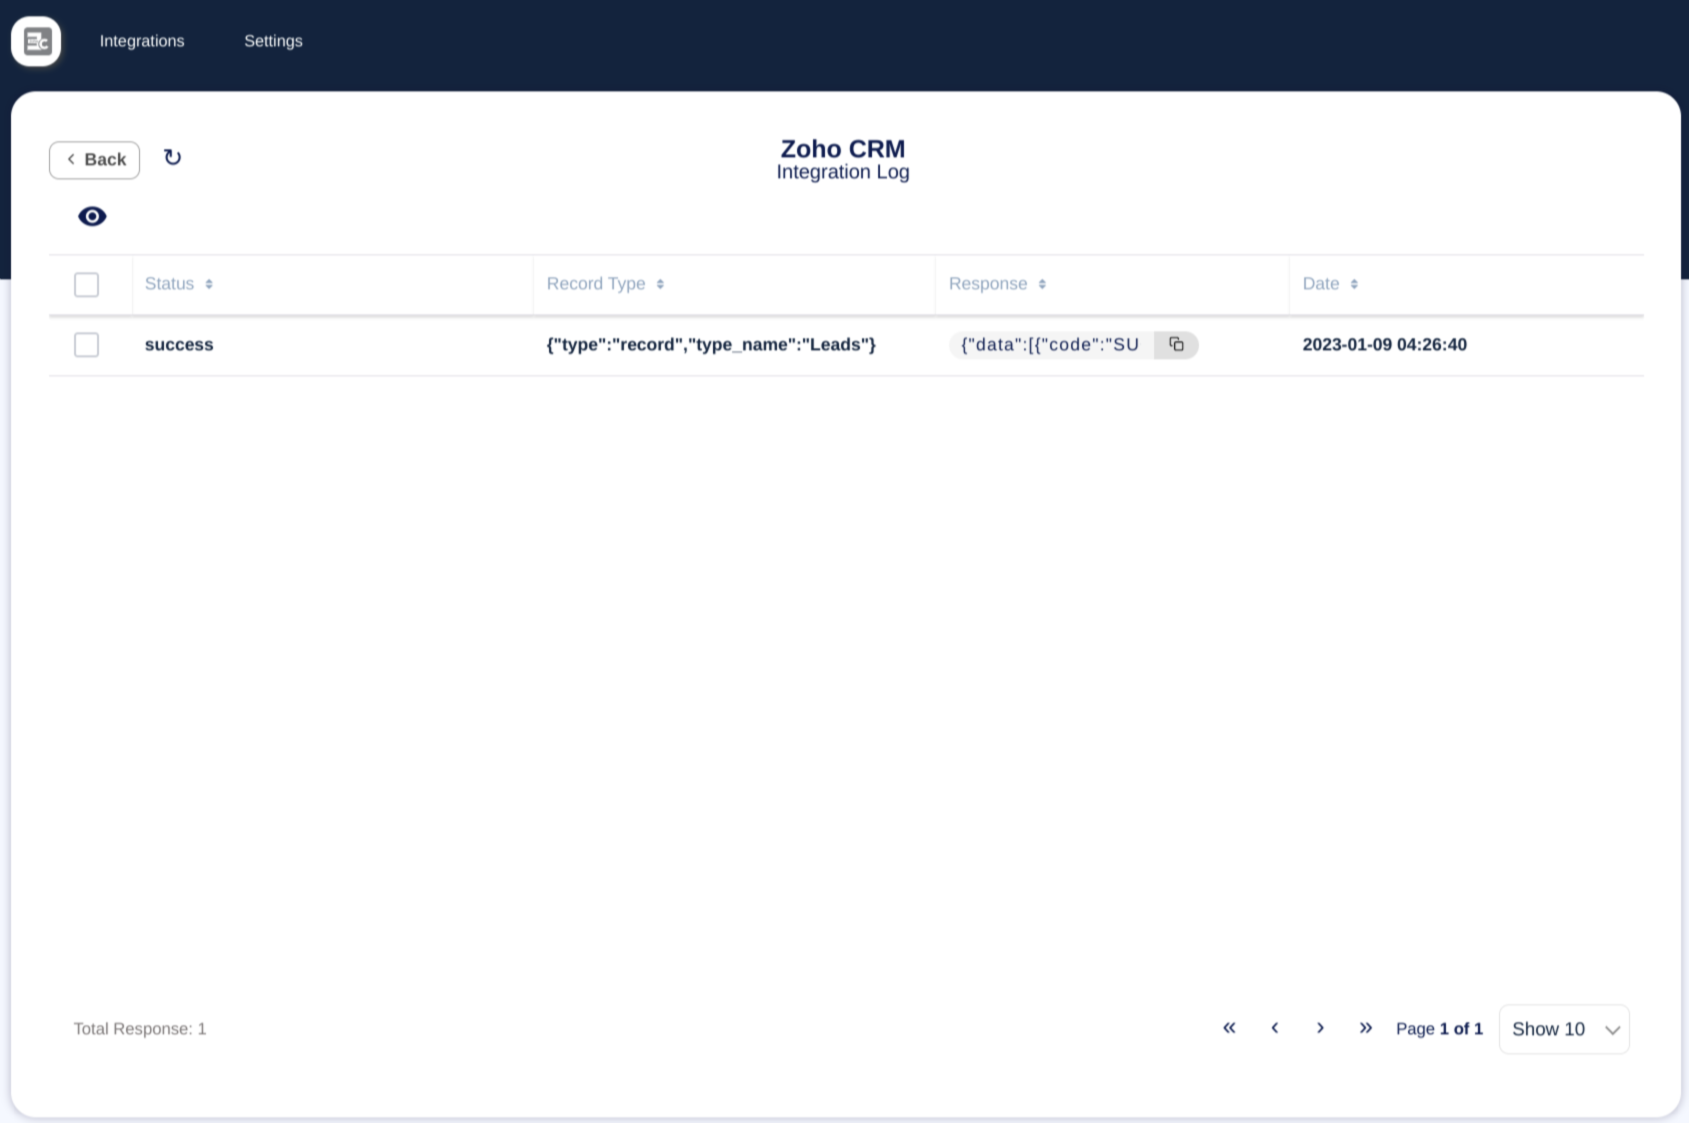 Integrations Settings
Back
Zoho CRM
Integration Log
Status Record Type Response Date
success {"type":"record","type_name":"Leads"} {"data":[{"code":"SU 2023-01-09 04:26:40
Total Response: 1 « ‹ › » Page 1 of 1 Show 10